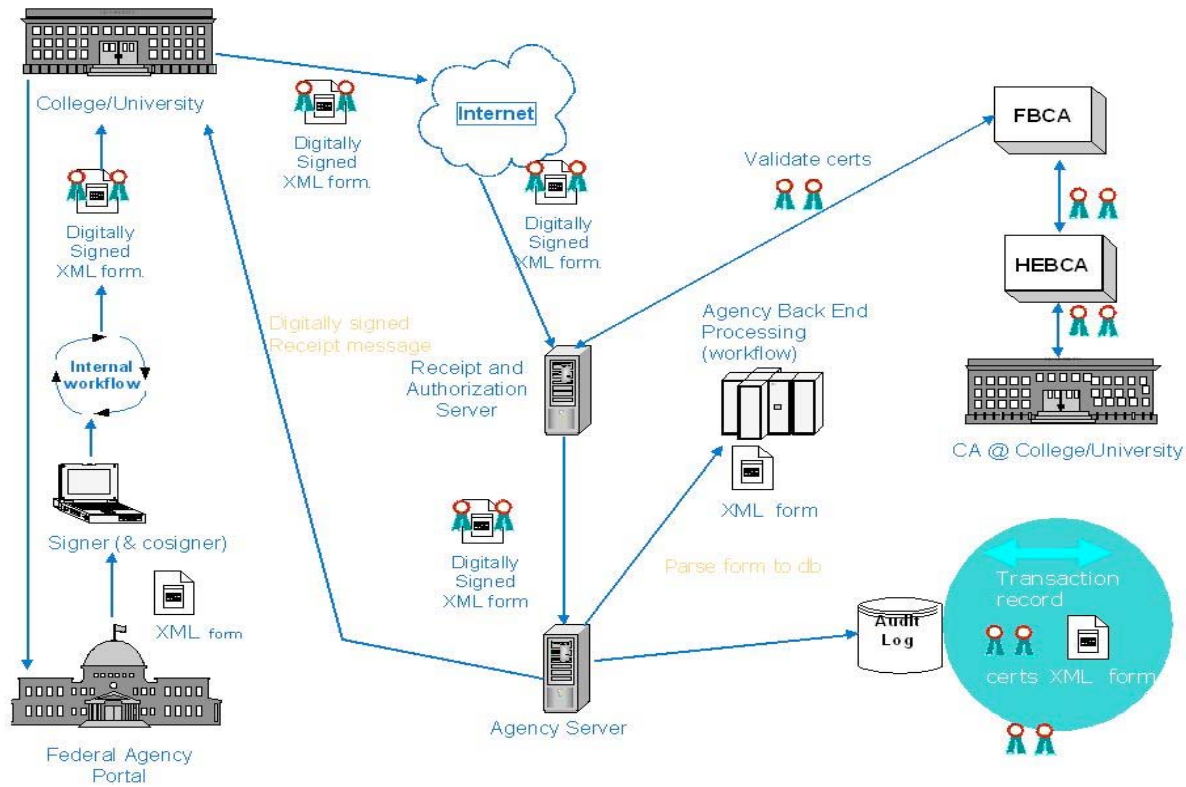 College/University
Digitally
Signed
XML form.
Internet
Digitally
Signed
XML form.
Validate certs
FBCA
HEBCA
CA @ College/University
Digitally
Signed
XML form.
Internal
workflow
Signer (& cosigner)
XML form
Federal Agency
Portal
Digitally signed
Receipt message
Receipt and
Authorization
Server
Agency Back End
Processing
(workflow)
XML form
Digitally
Signed
XML form
Parse form to db
Agency Server
Audit
Log
Transaction
record
certs XML form